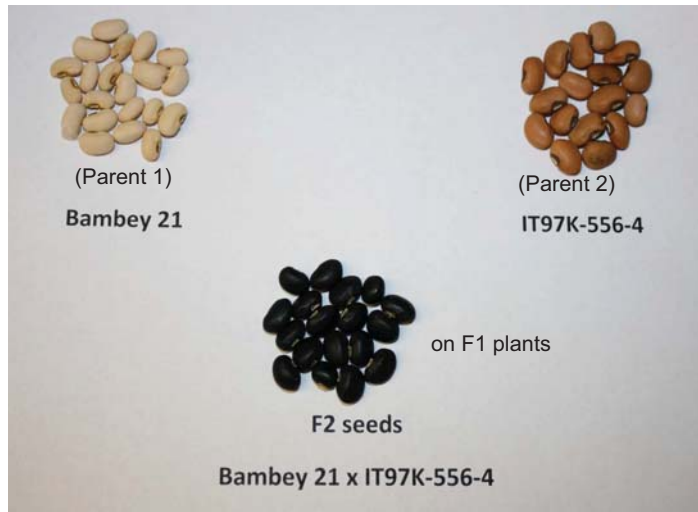 (Parent 1)
Bambey 21
(Parent 2)
IT97K-556-4
on F1 plants
F2 seeds
Bambey 21 x IT97K-556-4